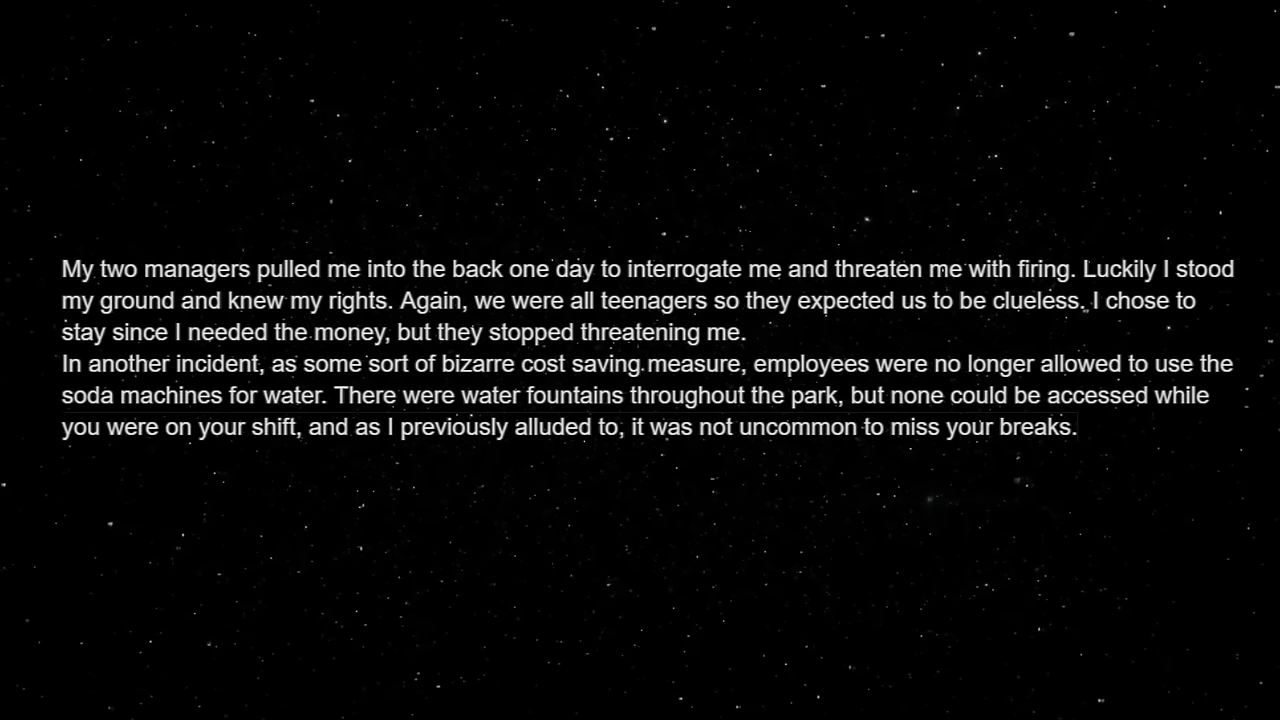 My two managers pulled me into the back one day to interrogate me and threaten me with firing. Luckily I stood
my ground and knew my rights. Again, we were all teenagers so they expected us to be clueless. I chose to
stay since I needed the money, but they stopped threatening me.
In another incident, as some sort of bizarre cost saving measure, employees were no longer allowed to use the
soda machines for water. There were water fountains throughout the park, but none could be accessed while
you were on your shift, and as I previously alluded to, it was not uncommon to miss your breaks.